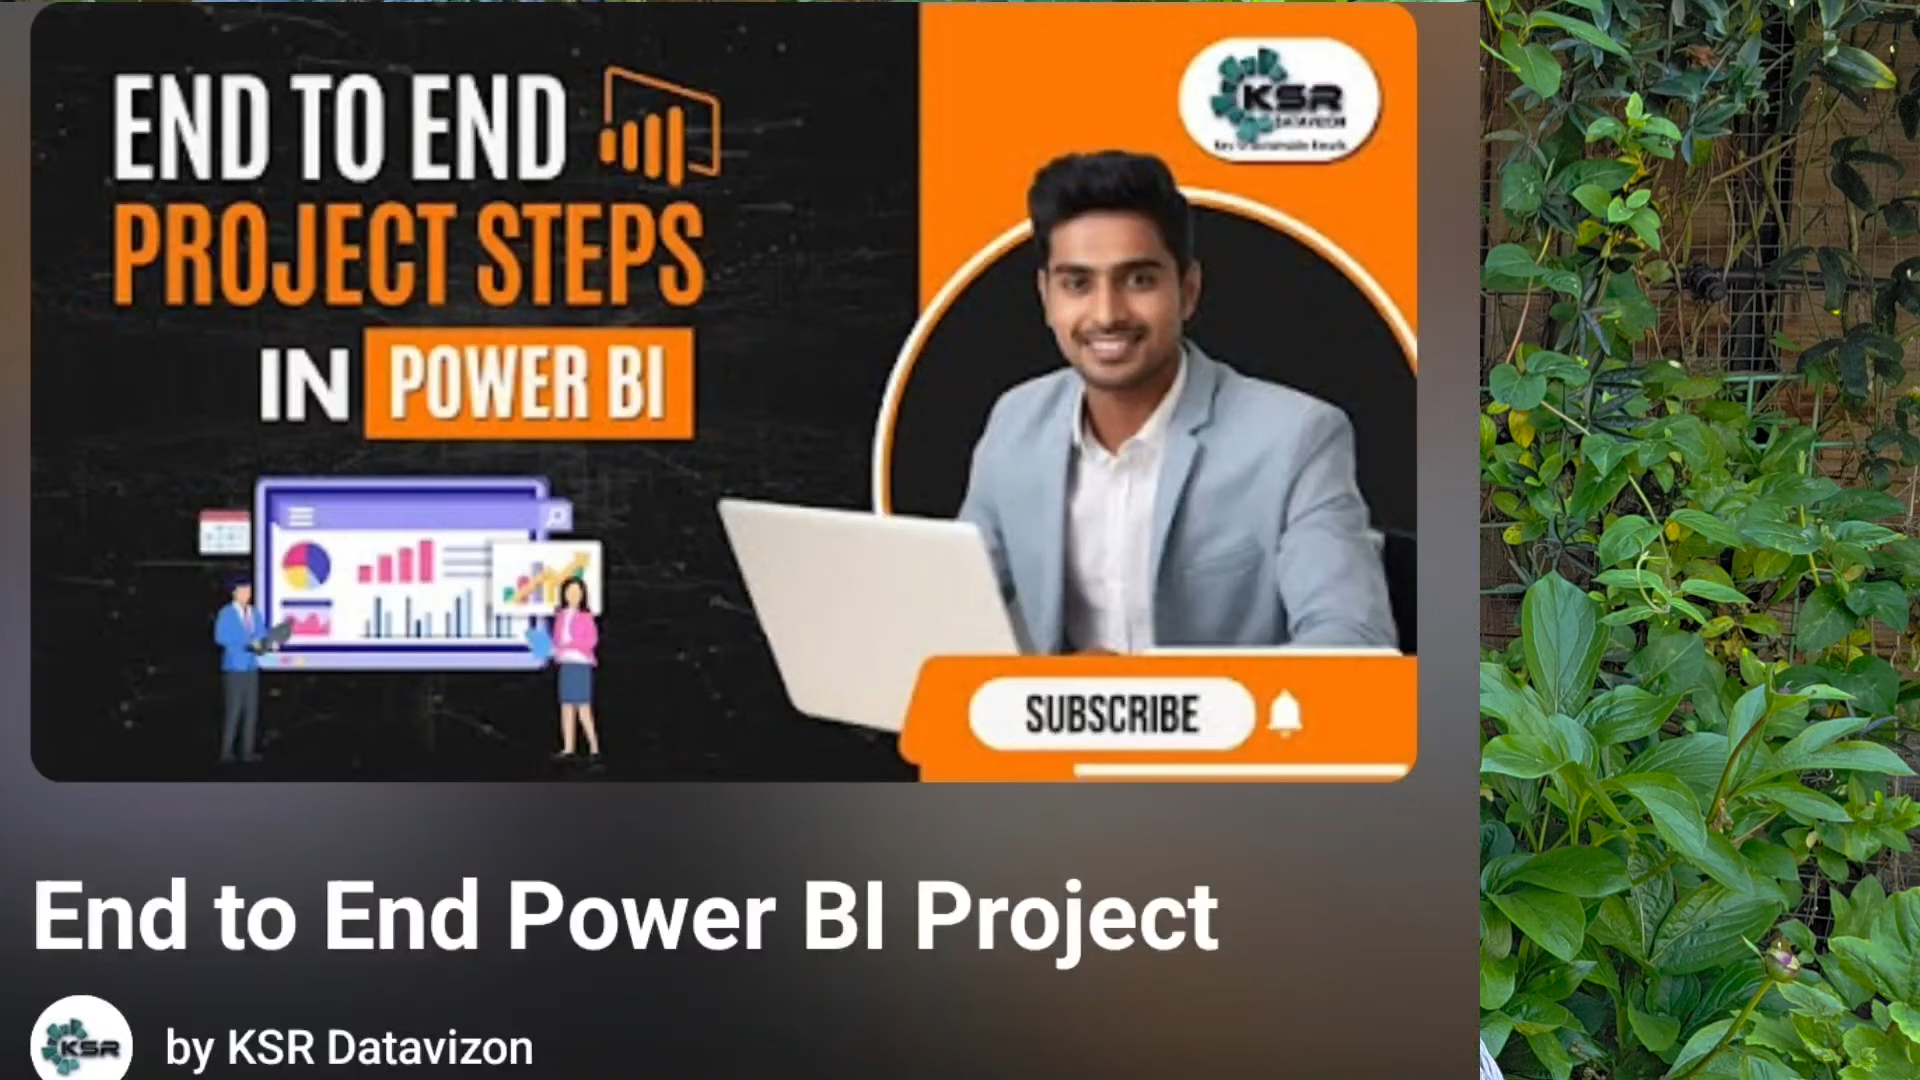 END TO END
PROJECT STEPS
IN POWER BI
KSR
DATAVIZON
SUBSCRIBE
End to End Power BI Project
KSR
by KSR Datavizon